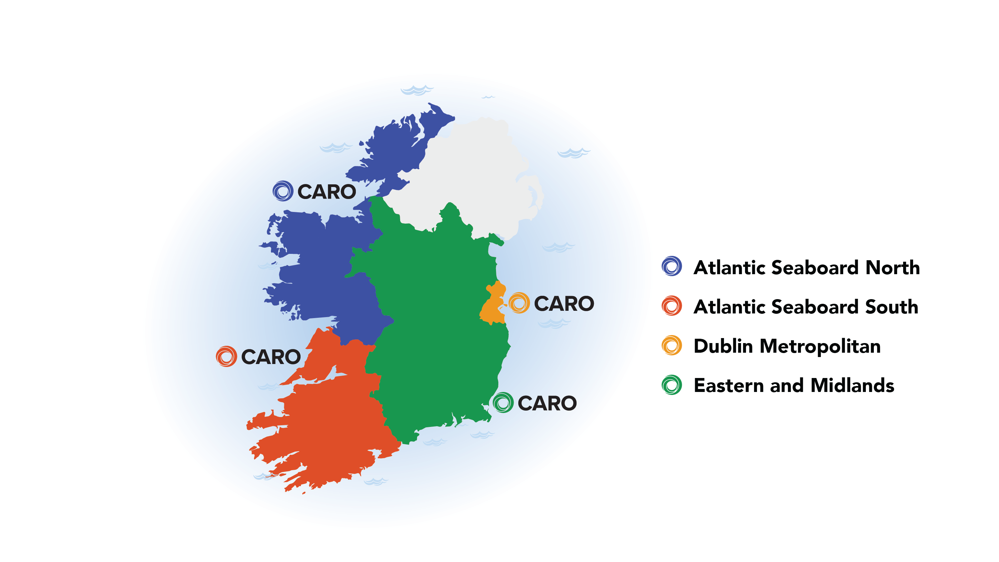 CARO
CARO
CARO
CARO
Atlantic Seaboard North
Atlantic Seaboard South
Dublin Metropolitan
Eastern and Midlands